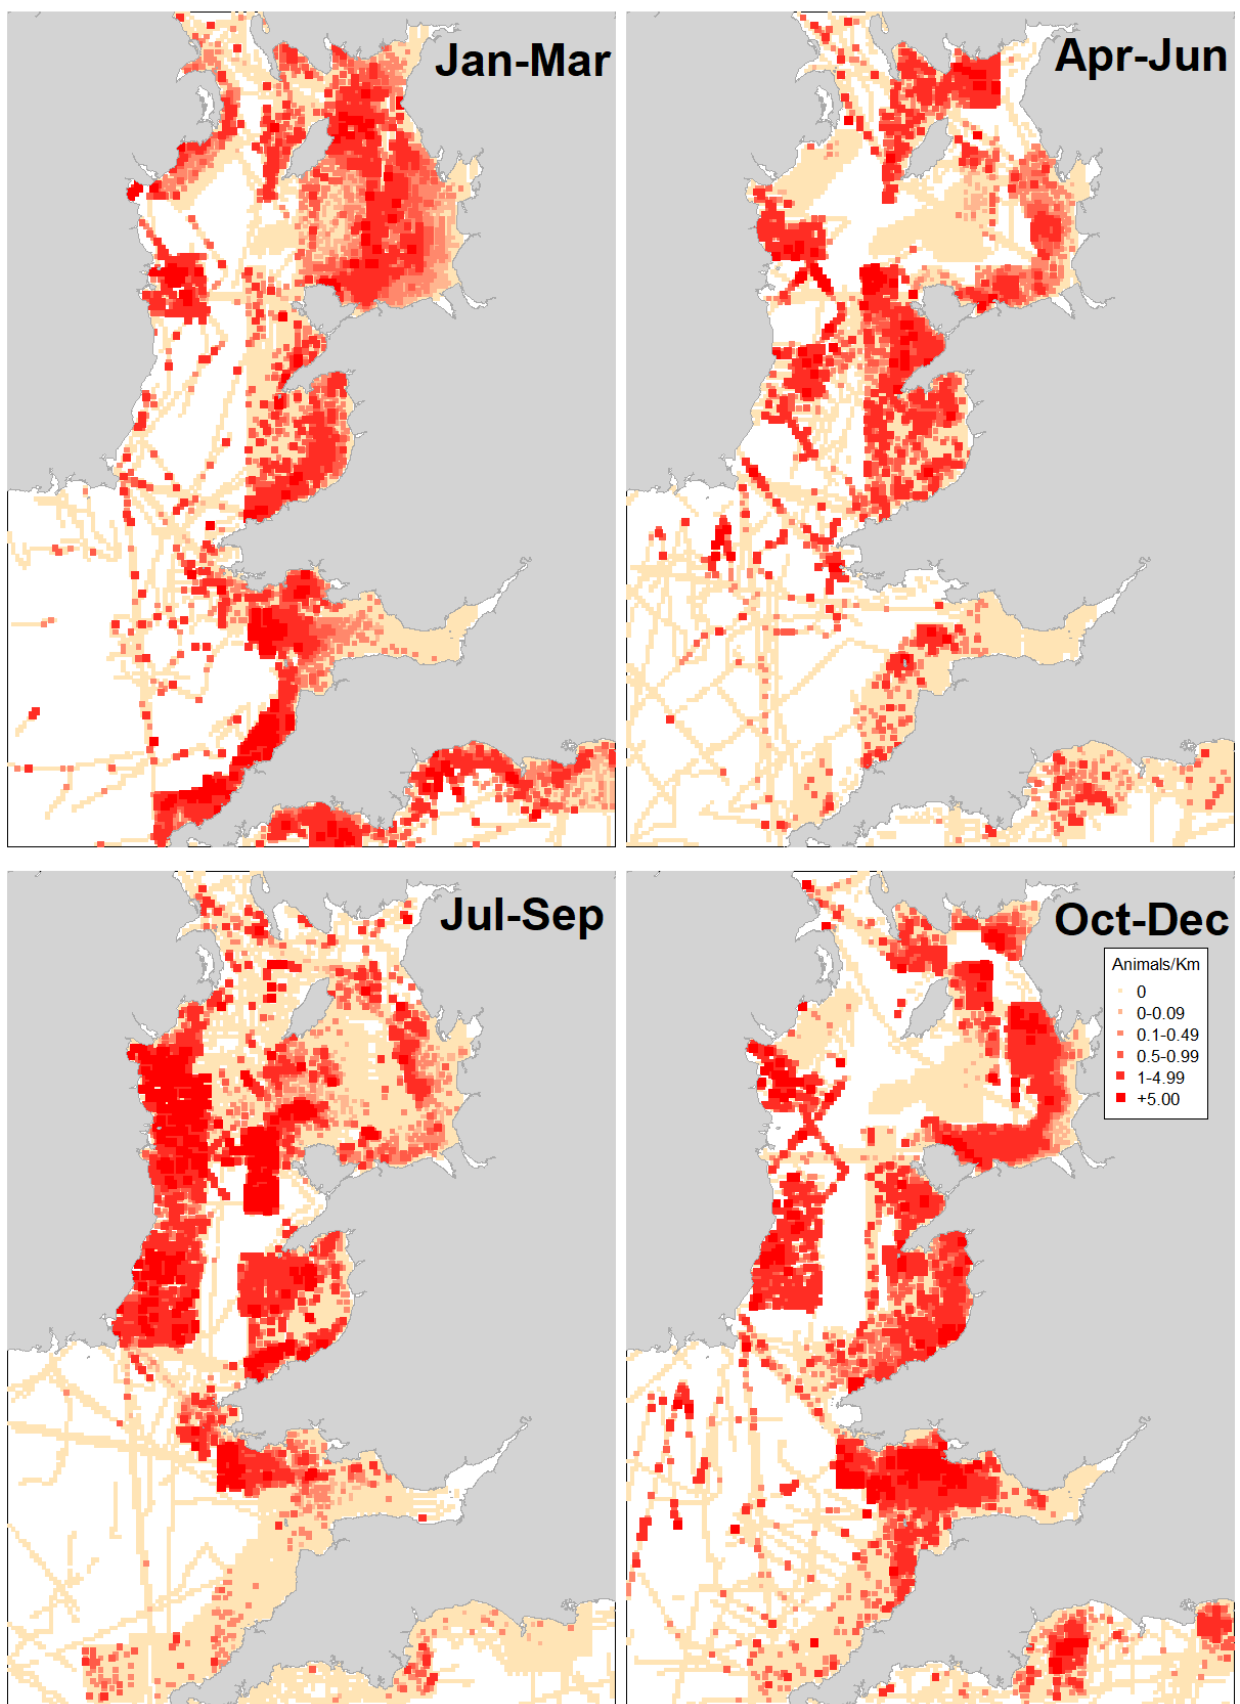 Jan-Mar
Apr-Jun
Jul-Sep
Oct-Dec
Animals/Km
0
0-0.09
0.1-0.49
0.5-0.99
1-4.99
+5.00